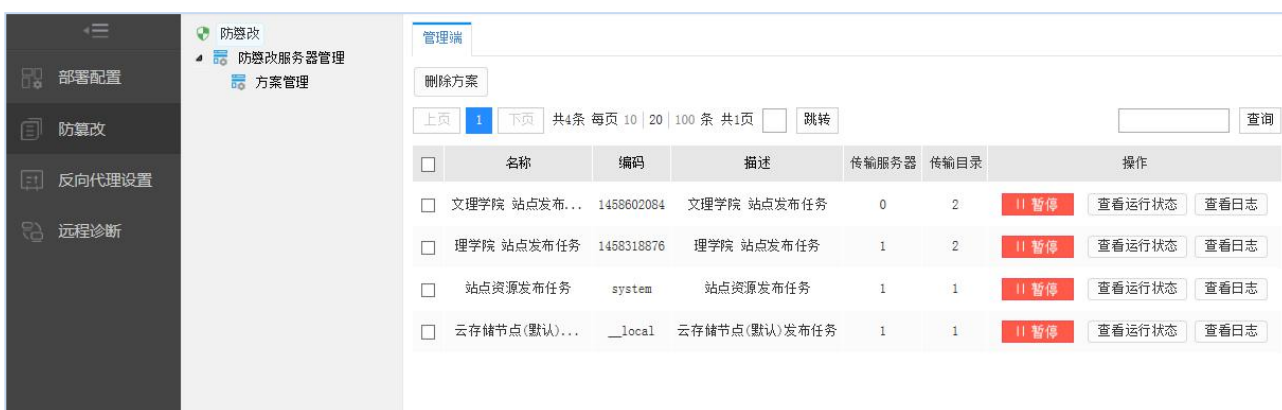 部署配置
防篡改
反向代理设置
远程诊断
防篡改
防篡改服务器管理
方案管理
管理端
删除方案
上页 1 下页 共4条 每页 10 | 20 | 100 条 共1页 跳转 查询
名称 编码 描述 传输服务器 传输目录 操作
文理学院 站点发布... 1458602084 文理学院 站点发布任务 0 2 暂停 查看运行状态 查看日志
理学院 站点发布任务 1458318876 理学院 站点发布任务 1 2 暂停 查看运行状态 查看日志
站点资源发布任务 system 站点资源发布任务 1 1 暂停 查看运行状态 查看日志
云存储节点(默认)... __local 云存储节点(默认)发布任务 1 1 暂停 查看运行状态 查看日志